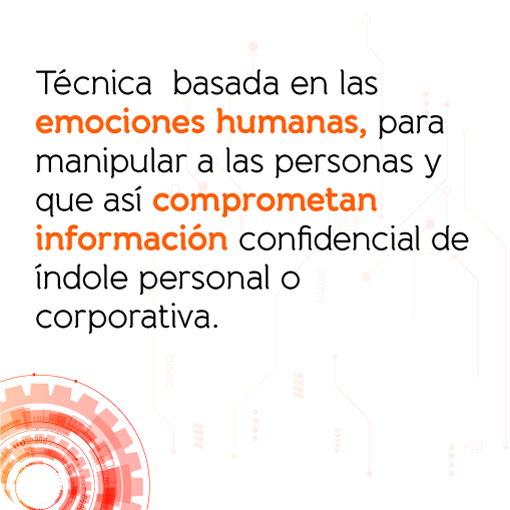 Técnica  basada en las
emociones humanas, para
manipular a las personas y
que así comprometan
información confidencial de
índole personal o
corporativa.